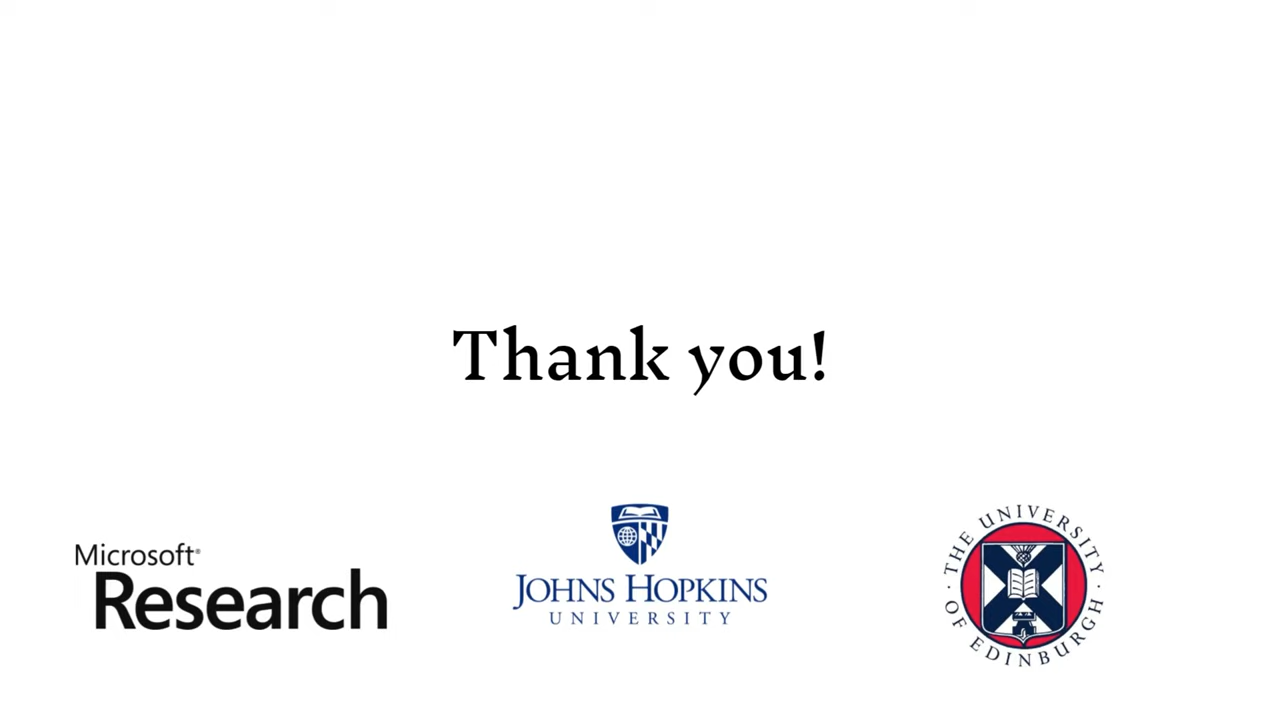 Thank you!
Microsoft®
Research
JOHNS HOPKINS
UNIVERSITY
· THE UNIVERSITY ·
OF EDINBURGH